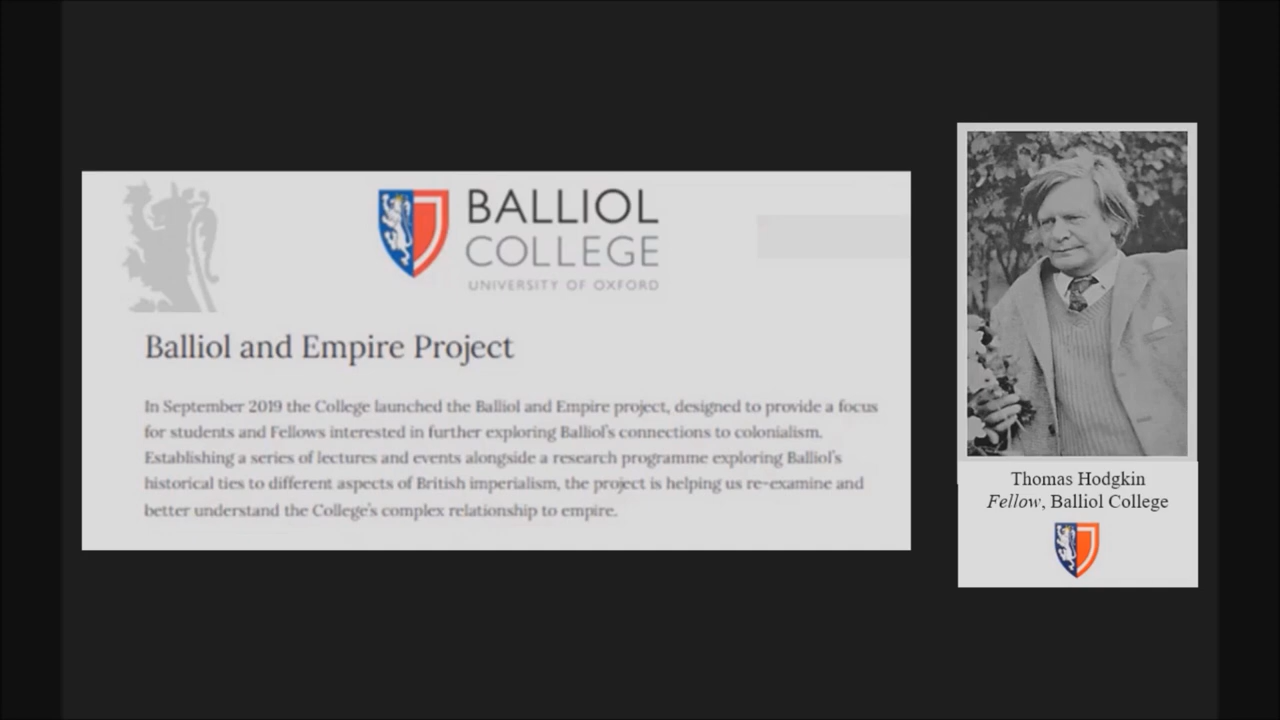 BALLIOL
COLLEGE
UNIVERSITY OF OXFORD
Balliol and Empire Project
In September 2019 the College launched the Balliol and Empire project, designed to provide a focus
for students and Fellows interested in further exploring Balliol's connections to colonialism.
Establishing a series of lectures and events alongside a research programme exploring Balliol's
historical ties to different aspects of British imperialism, the project is helping us re-examine and
better understand the College's complex relationship to empire.
Thomas Hodgkin
Fellow, Balliol College